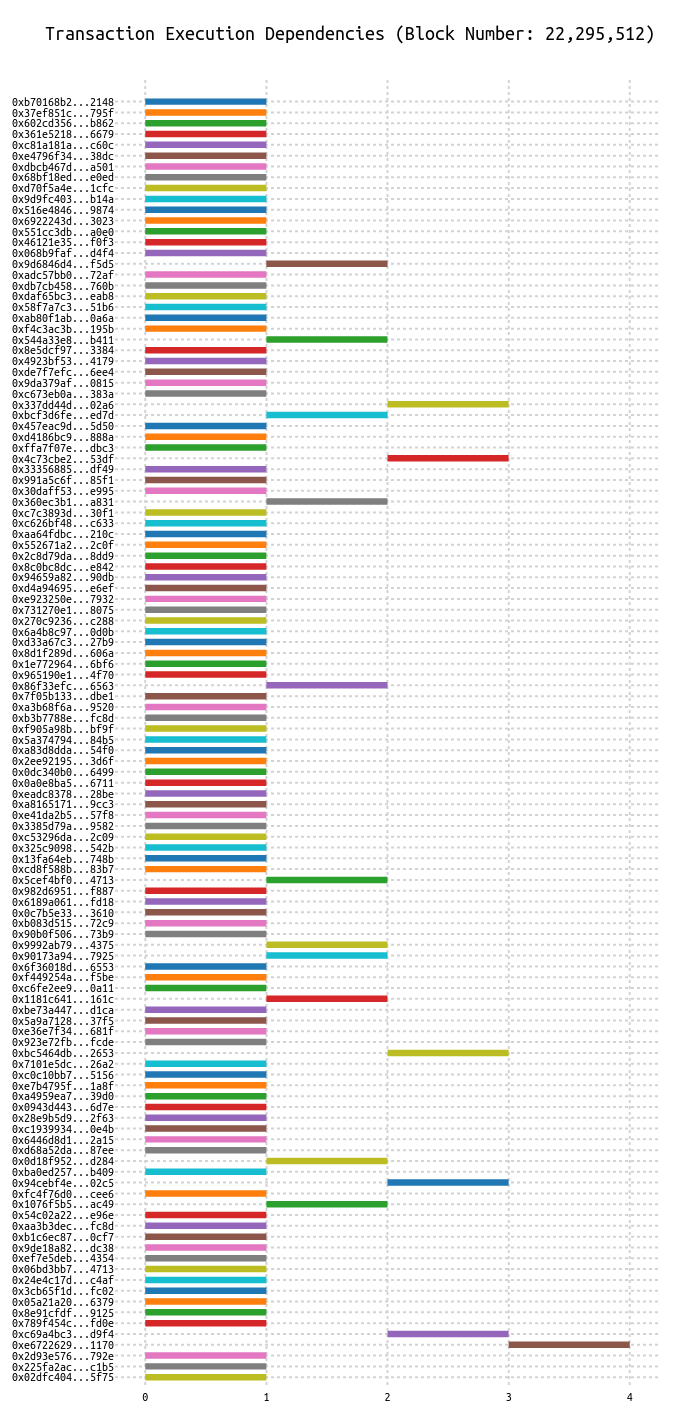 Transaction Execution Dependencies (Block Number: 22,295,512)
0xb70168b2...2148
0x37ef851c...795f
0x602cd356...b862
0x361e5218...6679
0xc81a181a...c60c
0xe4796f34...38dc
0xdbcb467d...a501
0x68bf18ed...e0ed
0xd70f5a4e...1cfc
0x9d9fc403...b14a
0x516e4846...9874
0x6922243d...3023
0x551cc3db...a0e0
0x46121e35...f0f3
0x068b9faf...d4f4
0x9d6846d4...f5d5
0xadc57bb0...72af
0xdb7cb458...760b
0xdaf65bc3...eab8
0x58f7a7c3...51b6
0xab80f1ab...0a6a
0xf4c3ac3b...195b
0x544a33e8...b411
0x8e5dcf97...3384
0x4923bf53...4179
0xde7f7efc...6ee4
0x9da379af...0815
0xc673eb0a...383a
0x337dd44d...02a6
0xbcf3d6fe...ed7d
0x457eac9d...5d50
0xd4186bc9...888a
0xffa7f07e...dbc3
0x4c73cbe2...53df
0x33356885...df49
0x991a5c6f...85f1
0x30daff53...e995
0x360ec3b1...a831
0xc7c3893d...30f1
0xc626bf48...c633
0xaa64fdbc...210c
0x552671a2...2c0f
0x2c8d79da...8dd9
0x8c0bc8dc...e842
0x94659a82...90db
0xd4a94695...e6ef
0xe923250e...7932
0x731270e1...8075
0x270c9236...c288
0x6a4b8c97...0d0b
0xd33a67c3...27b9
0x8d1f289d...606a
0x1e772964...6bf6
0x965190e1...4f70
0x86f33efc...6563
0x7f05b133...dbe1
0xa3b68f6a...9520
0xb3b7788e...fc8d
0xf905a98b...bf9f
0x5a374794...84b5
0xa83d8dda...54f0
0x2ee92195...3d6f
0x0dc340b0...6499
0x0a0e8ba5...6711
0xeadc8378...28be
0xa8165171...9cc3
0xe41da2b5...57f8
0x3385d79a...9582
0xc53296da...2c09
0x325c9098...542b
0x13fa64eb...748b
0xcd8f588b...83b7
0x5cef4bf0...4713
0x982d6951...f887
0x6189a061...fd18
0x0c7b5e33...3610
0xb083d515...72c9
0x90b0f506...73b9
0x9992ab79...4375
0x90173a94...7925
0x6f36018d...6553
0xf449254a...f5be
0xc6fe2ee9...0a11
0x1181c641...161c
0xbe73a447...d1ca
0x5a9a7128...37f5
0xe36e7f34...681f
0x923e72fb...fcde
0xbc5464db...2653
0x7101e5dc...26a2
0xc0c10bb7...5156
0xe7b4795f...1a8f
0xa4959ea7...39d0
0x0943d443...6d7e
0x28e9b5d9...2f63
0xc1939934...0e4b
0x6446d8d1...2a15
0xd68a52da...87ee
0x0d18f952...d284
0xba0ed257...b409
0x94cebf4e...02c5
0xfc4f76d0...cee6
0x1076f5b5...ac49
0x54c02a22...e96e
0xaa3b3dec...fc8d
0xb1c6ec87...0cf7
0x9de18a82...dc38
0xef7e5deb...4354
0x06bd3bb7...4713
0x24e4c17d...c4af
0x3cb65f1d...fc02
0x05a21a20...6379
0x8e91cfdf...9125
0x789f454c...fd0e
0xc69a4bc3...d9f4
0xe6722629...1170
0x2d93e576...792e
0x225fa2ac...c1b5
0x02dfc404...5f75
0 1 2 3 4